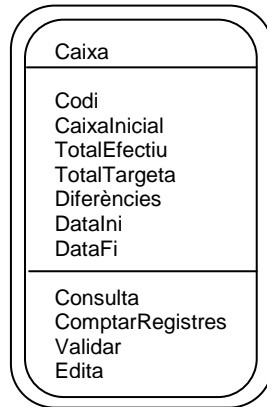 Caixa
Codi
CaixaInicial
TotalEfectiu
TotalTargeta
Diferències
DataIni
DataFi
Consulta
ComptarRegistres
Validar
Edita